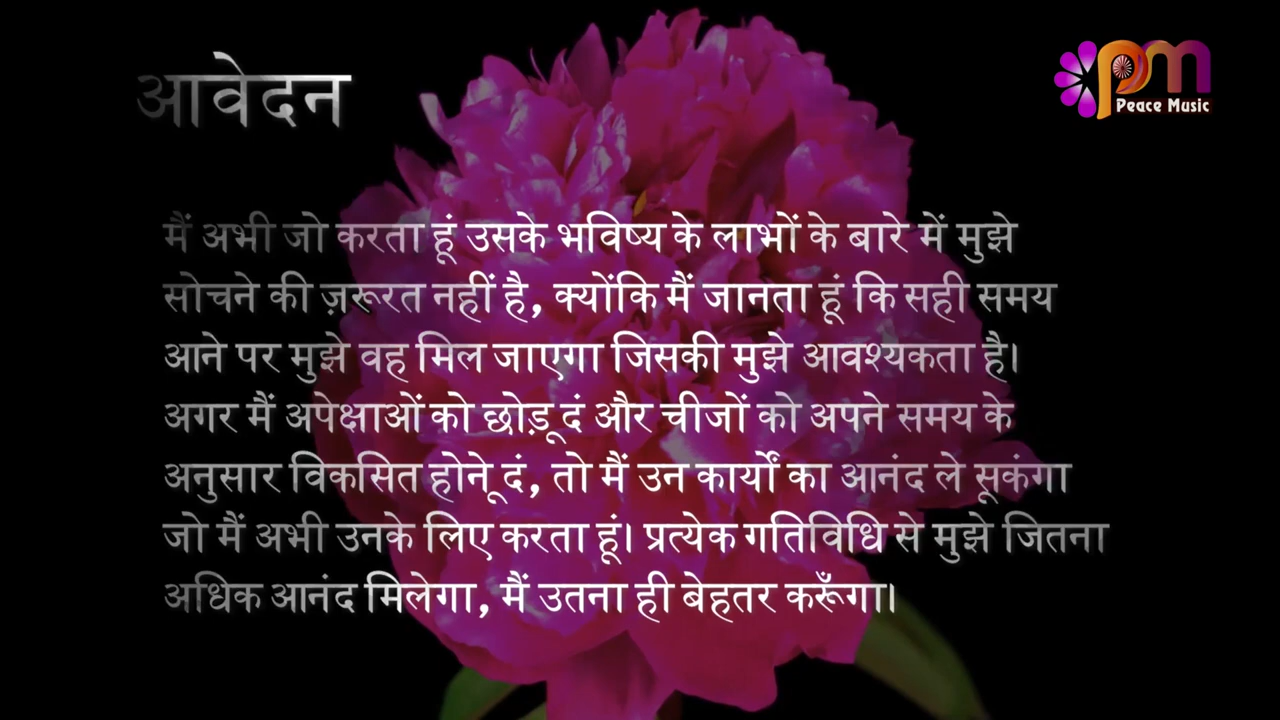 आवेदन
pm
Peace Music
मैं अभी जो करता हूं उसके भविष्य के लाभों के बारे में मुझे
सोचने की ज़रूरत नहीं है, क्योंकि मैं जानता हूं कि सही समय
आने पर मुझे वह मिल जाएगा जिसकी मुझे आवश्यकता है।
अगर मैं अपेक्षाओं को छोड़ू दं और चीजों को अपने समय के
अनुसार विकसित होनेू दं, तो मैं उन कार्यों का आनंद ले सूकंगा
जो मैं अभी उनके लिए करता हूं। प्रत्येक गतिविधि से मुझे जितना
अधिक आनंद मिलेगा, मैं उतना ही बेहतर करूँगा।